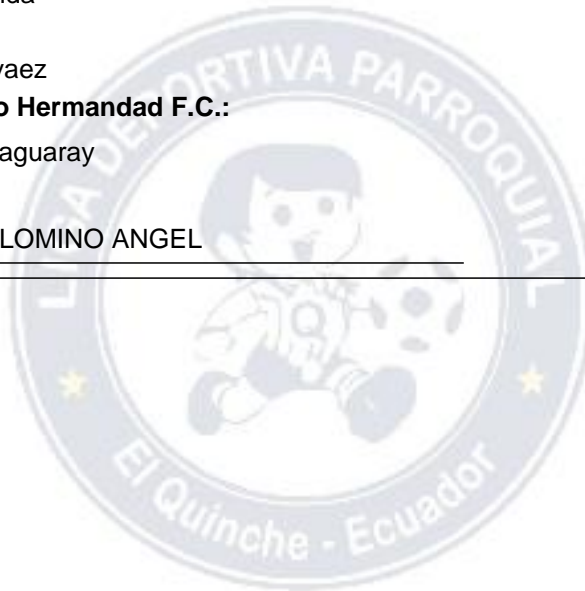 vaez
o Hermandad F.C.:
aguaray
LOMINO ANGEL
LIGA DEPORTIVA PARROQUIAL
Q
El Quinche - Ecuador